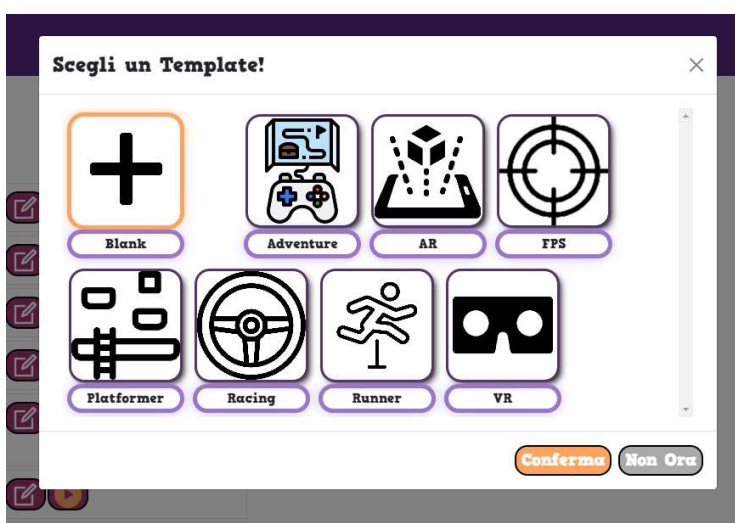 Scegli un Template!
Blank Adventure AR FPS
Platformer Racing Runner VR
Conferma Non Ora